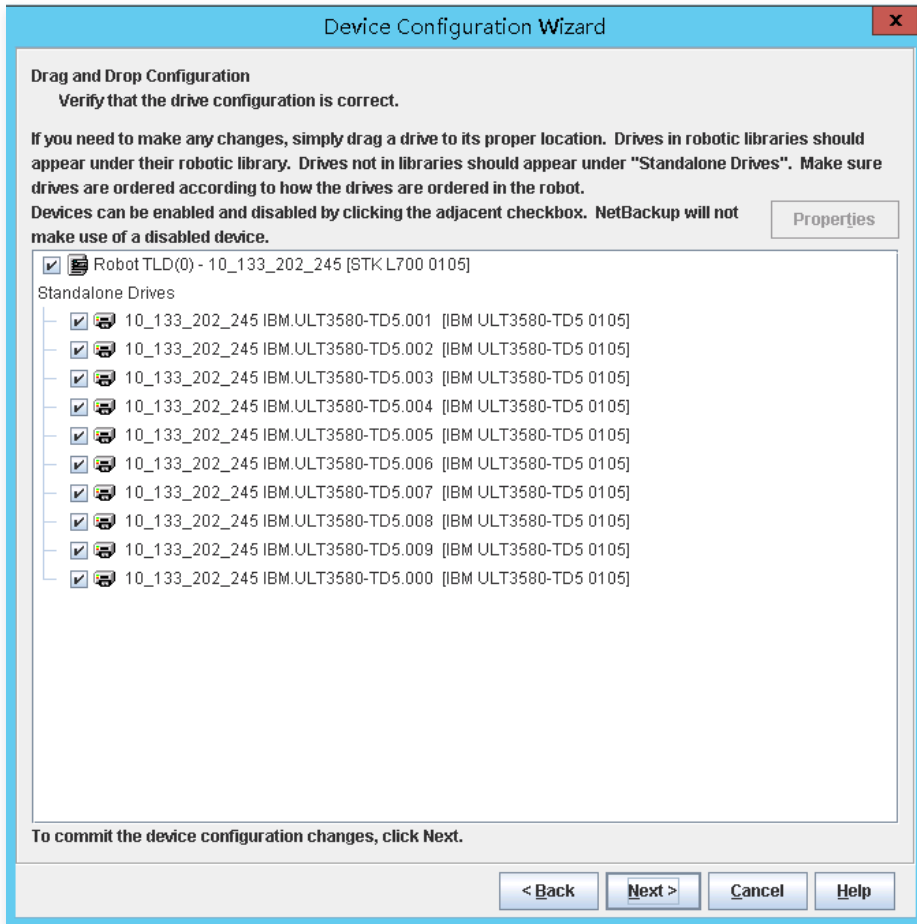 Device Configuration Wizard
x
Drag and Drop Configuration
Verify that the drive configuration is correct.
If you need to make any changes, simply drag a drive to its proper location. Drives in robotic libraries should
appear under their robotic library. Drives not in libraries should appear under "Standalone Drives". Make sure
drives are ordered according to how the drives are ordered in the robot.
Devices can be enabled and disabled by clicking the adjacent checkbox. NetBackup will not
make use of a disabled device.
Properties
Robot TLD(0) - 10_133_202_245 [STK L700 0105]
Standalone Drives
10_133_202_245 IBM.ULT3580-TD5.001 [IBM ULT3580-TD5 0105]
10_133_202_245 IBM.ULT3580-TD5.002 [IBM ULT3580-TD5 0105]
10_133_202_245 IBM.ULT3580-TD5.003 [IBM ULT3580-TD5 0105]
10_133_202_245 IBM.ULT3580-TD5.004 [IBM ULT3580-TD5 0105]
10_133_202_245 IBM.ULT3580-TD5.005 [IBM ULT3580-TD5 0105]
10_133_202_245 IBM.ULT3580-TD5.006 [IBM ULT3580-TD5 0105]
10_133_202_245 IBM.ULT3580-TD5.007 [IBM ULT3580-TD5 0105]
10_133_202_245 IBM.ULT3580-TD5.008 [IBM ULT3580-TD5 0105]
10_133_202_245 IBM.ULT3580-TD5.009 [IBM ULT3580-TD5 0105]
10_133_202_245 IBM.ULT3580-TD5.000 [IBM ULT3580-TD5 0105]
To commit the device configuration changes, click Next.
< Back
Next >
Cancel
Help